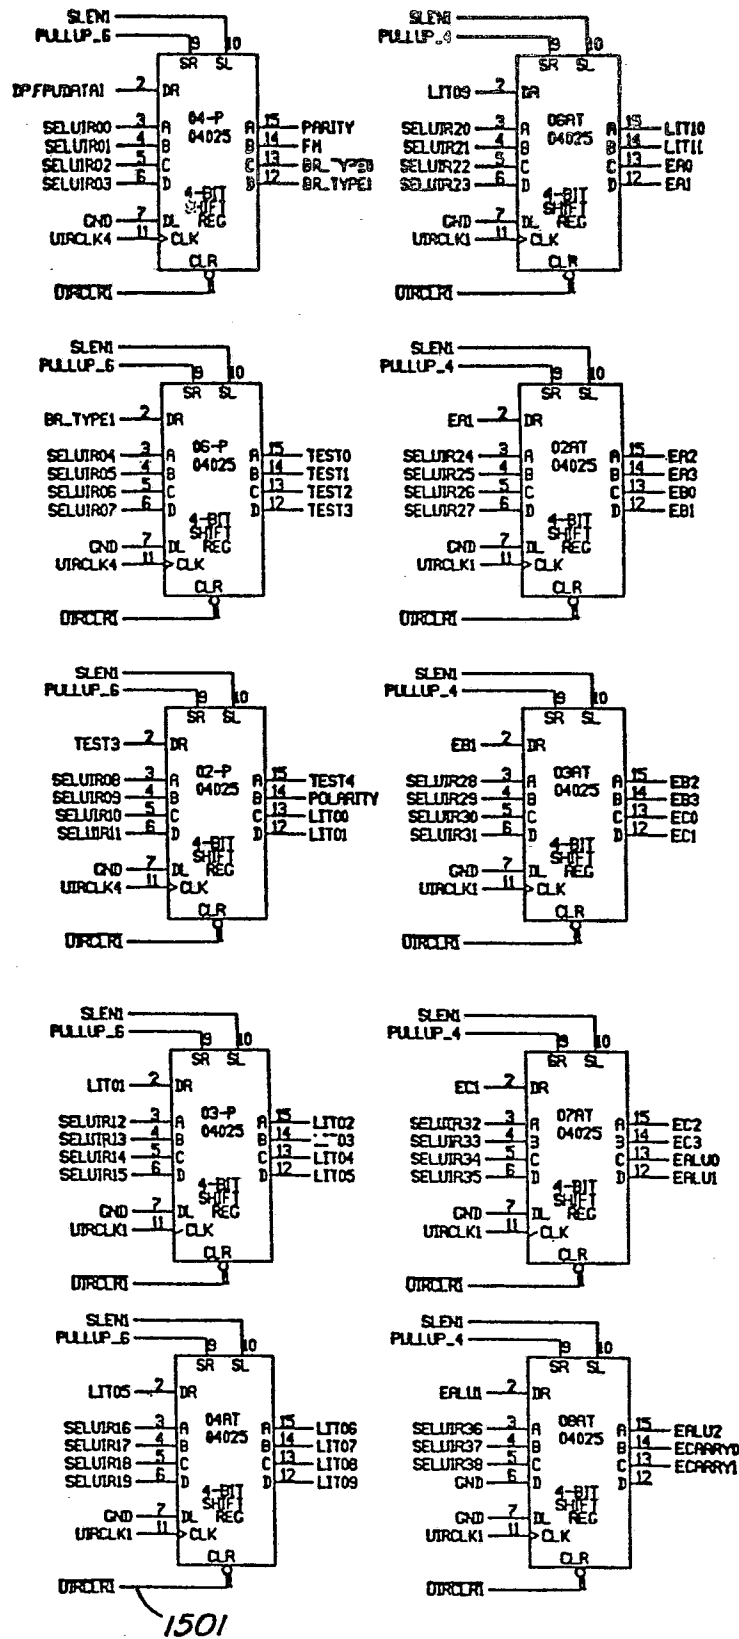 SLEN1
PULLUP_6
9 10
SR SL
DPFPUDATA1 2 DR
04-P
04025
SELUIR00 3 A A 15 PARITY
SELUIR01 4 B B 14 FM
SELUIR02 5 C C 13 BR_TYPE0
SELUIR03 6 D D 12 BR_TYPE1
4-BIT
SHIFT
REG
GND 7 DL
UIRCLK4 11 CLK
CLR
UIRCLR1
SLEN1
PULLUP_6
9 10
SR SL
BR_TYPE1 2 DR
06-P
04025
SELUIR04 3 A A 15 TEST0
SELUIR05 4 B B 14 TEST1
SELUIR06 5 C C 13 TEST2
SELUIR07 6 D D 12 TEST3
4-BIT
SHIFT
REG
GND 7 DL
UIRCLK4 11 CLK
CLR
UIRCLR1
SLEN1
PULLUP_6
9 10
SR SL
TEST3 2 DR
02-P
04025
SELUIR08 3 A A 15 TEST4
SELUIR09 4 B B 14 POLARITY
SELUIR10 5 C C 13 LIT00
SELUIR11 6 D D 12 LIT01
4-BIT
SHIFT
REG
GND 7 DL
UIRCLK4 11 CLK
CLR
UIRCLR1
SLEN1
PULLUP_6
9 10
SR SL
LIT01 2 DR
03-P
04025
SELUIR12 3 A A 15 LIT02
SELUIR13 4 B B 14
SELUIR14 5 C C 13 LIT04
SELUIR15 6 D D 12 LIT05
4-BIT
SHIFT
REG
GND 7 DL
UIRCLK1 11 CLK
CLR
UIRCLR1
SLEN1
PULLUP_6
9 10
SR SL
LIT05 2 DR
04AT
04025
SELUIR16 3 A A 15 LIT06
SELUIR17 4 B B 14 LIT07
SELUIR18 5 C C 13 LIT08
SELUIR19 6 D D 12 LIT09
4-BIT
SHIFT
REG
GND 7 DL
UIRCLK1 11 CLK
CLR
UIRCLR1
1501
SLEN1
PULLUP_4
9 10
SR SL
LIT09 2 DR
06AT
04025
SELUIR20 3 A A 15 LIT10
SELUIR21 4 B B 14 LIT11
SELUIR22 5 C C 13 EA0
SELUIR23 6 D D 12 EA1
4-BIT
SHIFT
REG
GND 7 DL
UIRCLK1 11 CLK
CLR
UIRCLR1
SLEN1
PULLUP_4
9 10
SR SL
EA1 2 DR
02AT
04025
SELUIR24 3 A A 15 EA2
SELUIR25 4 B B 14 EA3
SELUIR26 5 C C 13 EB0
SELUIR27 6 D D 12 EB1
4-BIT
SHIFT
REG
GND 7 DL
UIRCLK1 11 CLK
CLR
UIRCLR1
SLEN1
PULLUP_4
9 10
SR SL
EB1 2 DR
03AT
04025
SELUIR28 3 A A 15 EB2
SELUIR29 4 B B 14 EB3
SELUIR30 5 C C 13 EC0
SELUIR31 6 D D 12 EC1
4-BIT
SHIFT
REG
GND 7 DL
UIRCLK1 11 CLK
CLR
UIRCLR1
SLEN1
PULLUP_4
9 10
SR SL
EC1 2 DR
07AT
04025
SELUIR32 3 A A 15 EC2
SELUIR33 4 B B 14 EC3
SELUIR34 5 C C 13 EALU0
SELUIR35 6 D D 12 EALU1
4-BIT
SHIFT
REG
GND 7 DL
UIRCLK1 11 CLK
CLR
UIRCLR1
SLEN1
PULLUP_4
9 10
SR SL
EALU1 2 DR
08AT
04025
SELUIR36 3 A A 15 EALU2
SELUIR37 4 B B 14 ECARRY0
SELUIR38 5 C C 13 ECARRY1
GND 6 D D 12
4-BIT
SHIFT
REG
GND 7 DL
UIRCLK1 11 CLK
CLR
UIRCLR1